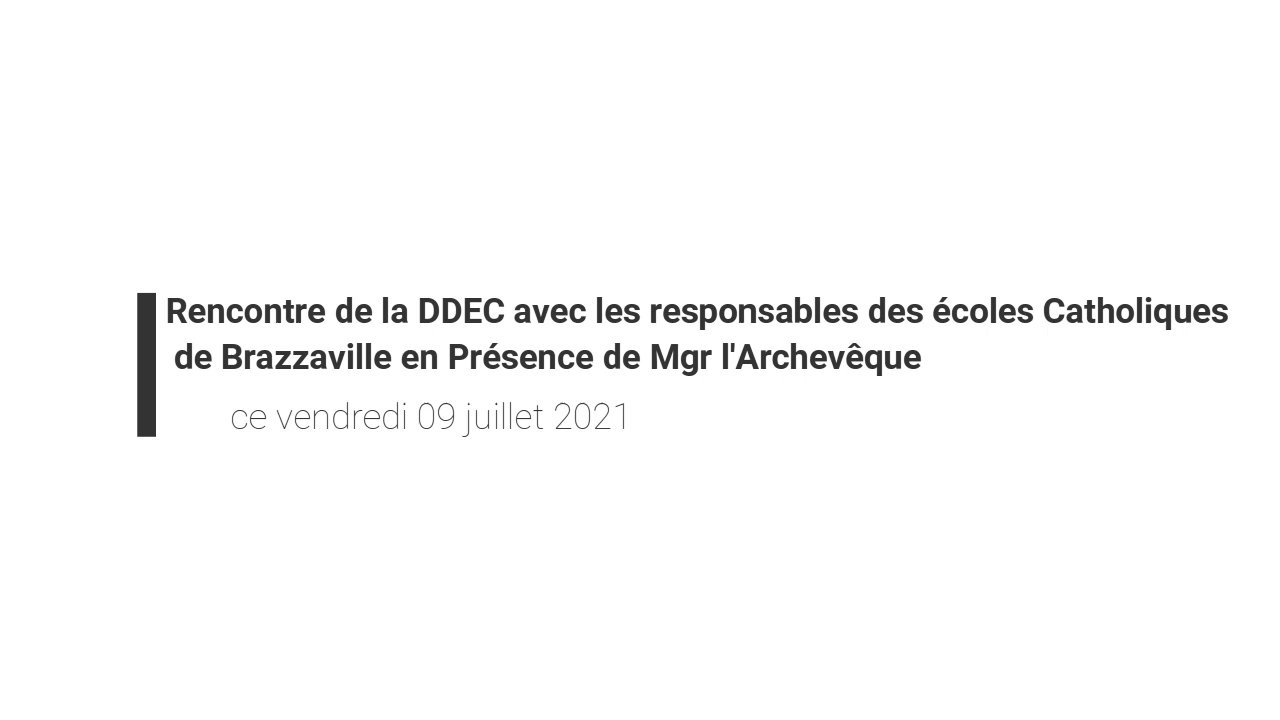 Rencontre de la DDEC avec les responsables des écoles Catholiques
de Brazzaville en Présence de Mgr l'Archevêque
ce vendredi 09 juillet 2021